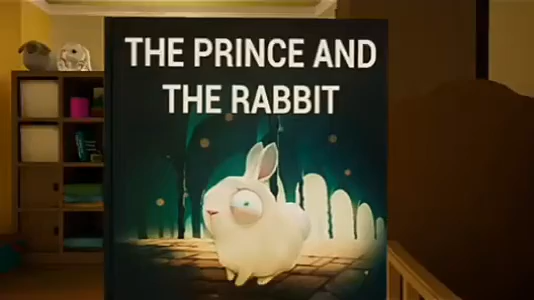 THE PRINCE AND
THE RABBIT